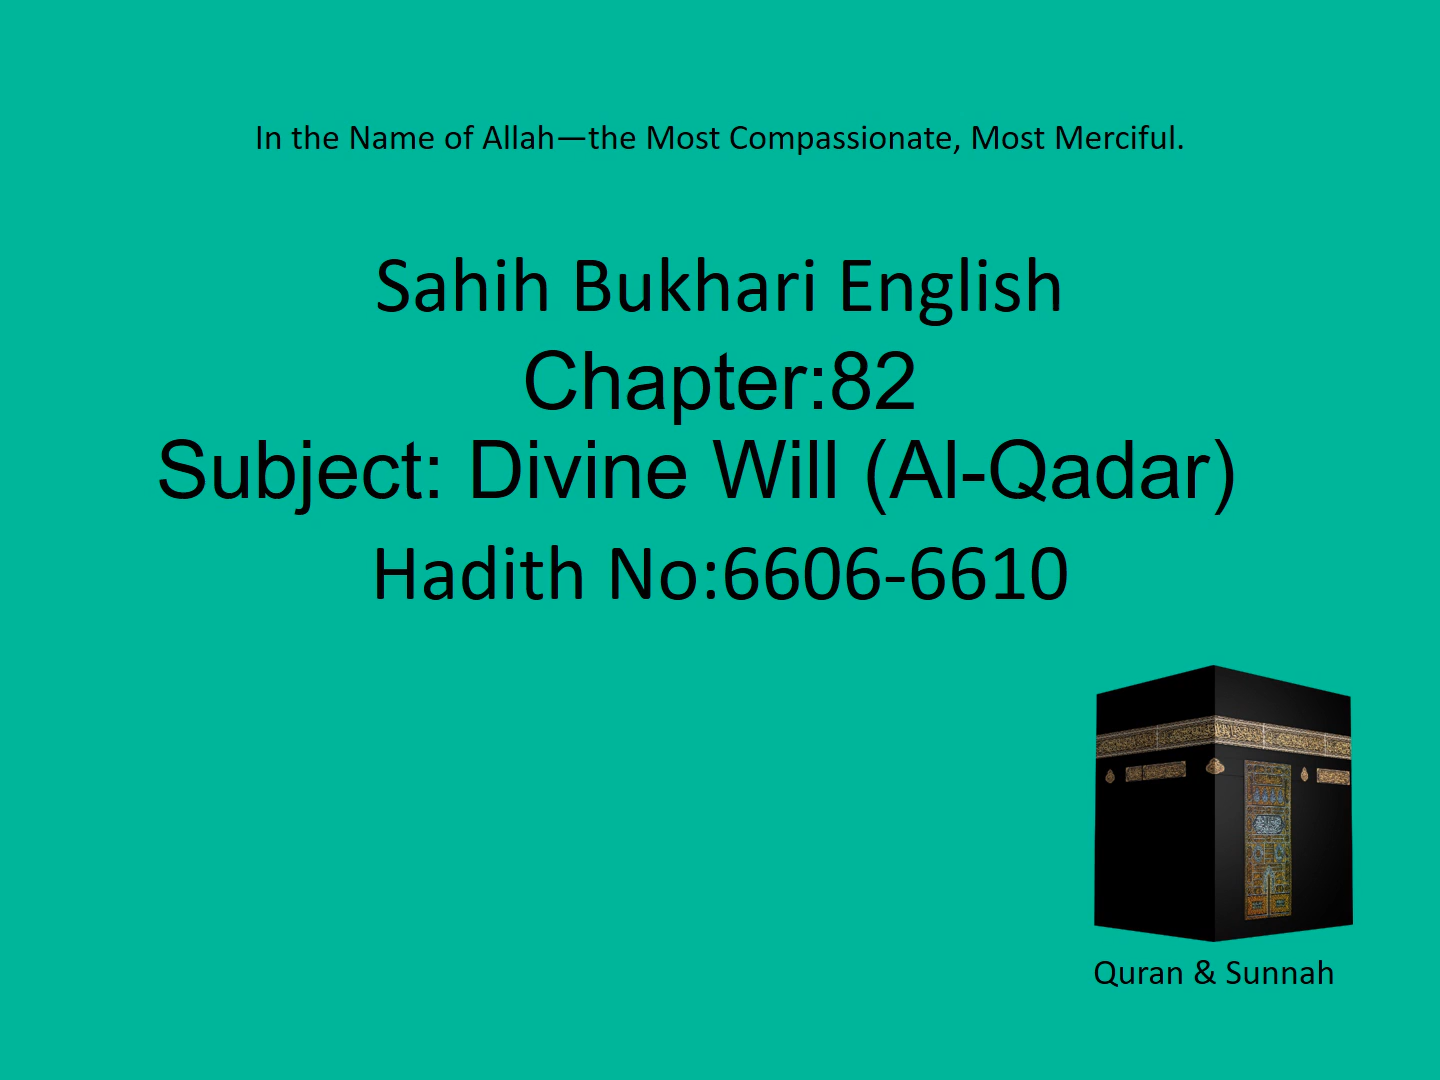 In the Name of Allah—the Most Compassionate, Most Merciful.
Sahih Bukhari English
Chapter:82
Subject: Divine Will (Al-Qadar)
Hadith No:6606-6610
Quran & Sunnah